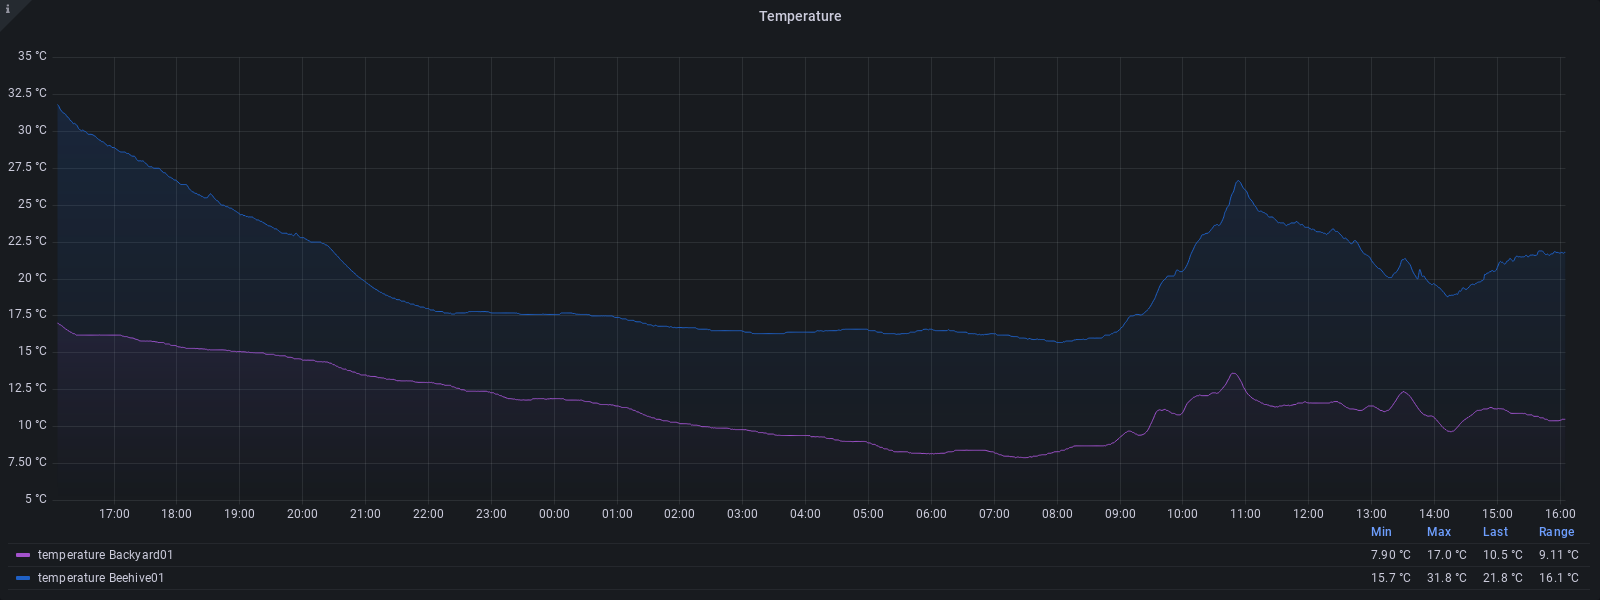 i
Temperature
35 °C
32.5 °C
30 °C
27.5 °C
25 °C
22.5 °C
20 °C
17.5 °C
15 °C
12.5 °C
10 °C
7.50 °C
5 °C
17:00 18:00 19:00 20:00 21:00 22:00 23:00 00:00 01:00 02:00 03:00 04:00 05:00 06:00 07:00 08:00 09:00 10:00 11:00 12:00 13:00 14:00 15:00 16:00
Min Max Last Range
temperature Backyard01 7.90 °C 17.0 °C 10.5 °C 9.11 °C
temperature Beehive01 15.7 °C 31.8 °C 21.8 °C 16.1 °C